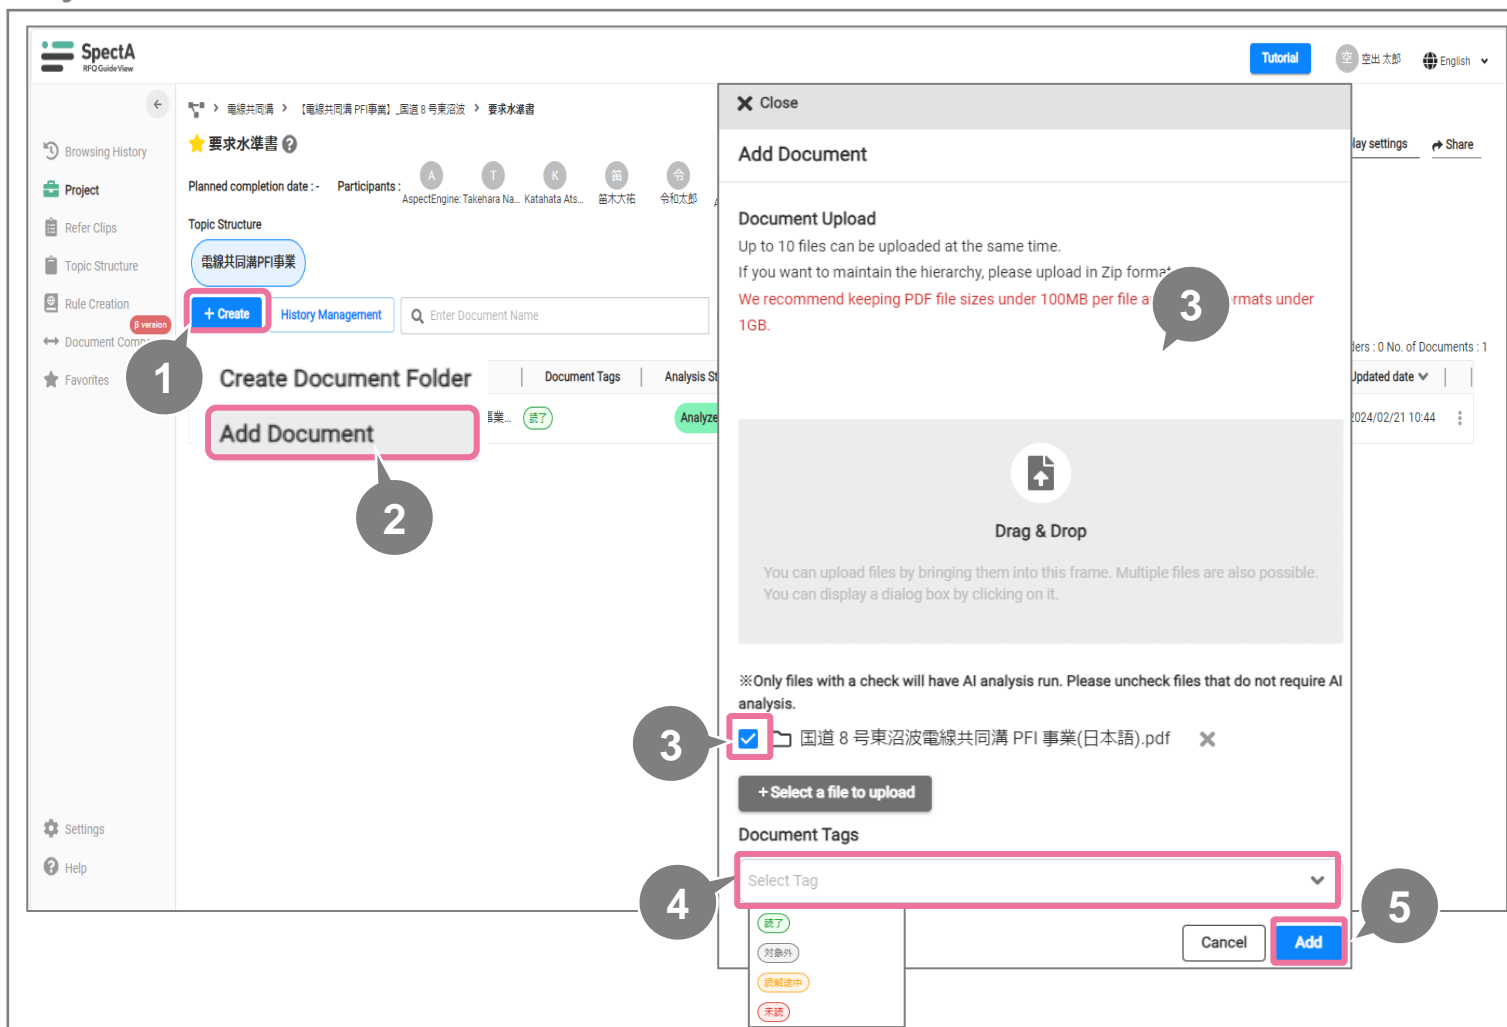 SpectA
RFQ Guide View
Tutorial
空 空出 太郎
English
電線共同溝 【電線共同溝 PFI事業】_国道 8 号東沼波 要求水準書
要求水準書
Planned completion date : - Participants :
A T K 笛 令
AspectEngine: Takehara Na... Katahata Ats... 笛木大祐 令和太郎
Topic Structure
電線共同溝PFI事業
+ Create
History Management
Enter Document Name
1
Create Document Folder
Add Document
2
Document Tags
Analysis St
事業... 読了
Analyze
Browsing History
Project
Refer Clips
Topic Structure
Rule Creation
β version
Document Comp
Favorites
Settings
Help
lay settings
Share
ders : 0 No. of Documents : 1
Updated date
2024/02/21 10:44
Close
Add Document
Document Upload
Up to 10 files can be uploaded at the same time.
If you want to maintain the hierarchy, please upload in Zip format
We recommend keeping PDF file sizes under 100MB per file a rmats under
1GB.
3
Drag & Drop
You can upload files by bringing them into this frame. Multiple files are also possible.
You can display a dialog box by clicking on it.
※Only files with a check will have AI analysis run. Please uncheck files that do not require AI
analysis.
3
国道 8 号東沼波電線共同溝 PFI 事業(日本語).pdf
+ Select a file to upload
Document Tags
Select Tag
4
読了
対象外
読解途中
未読
Cancel
Add
5